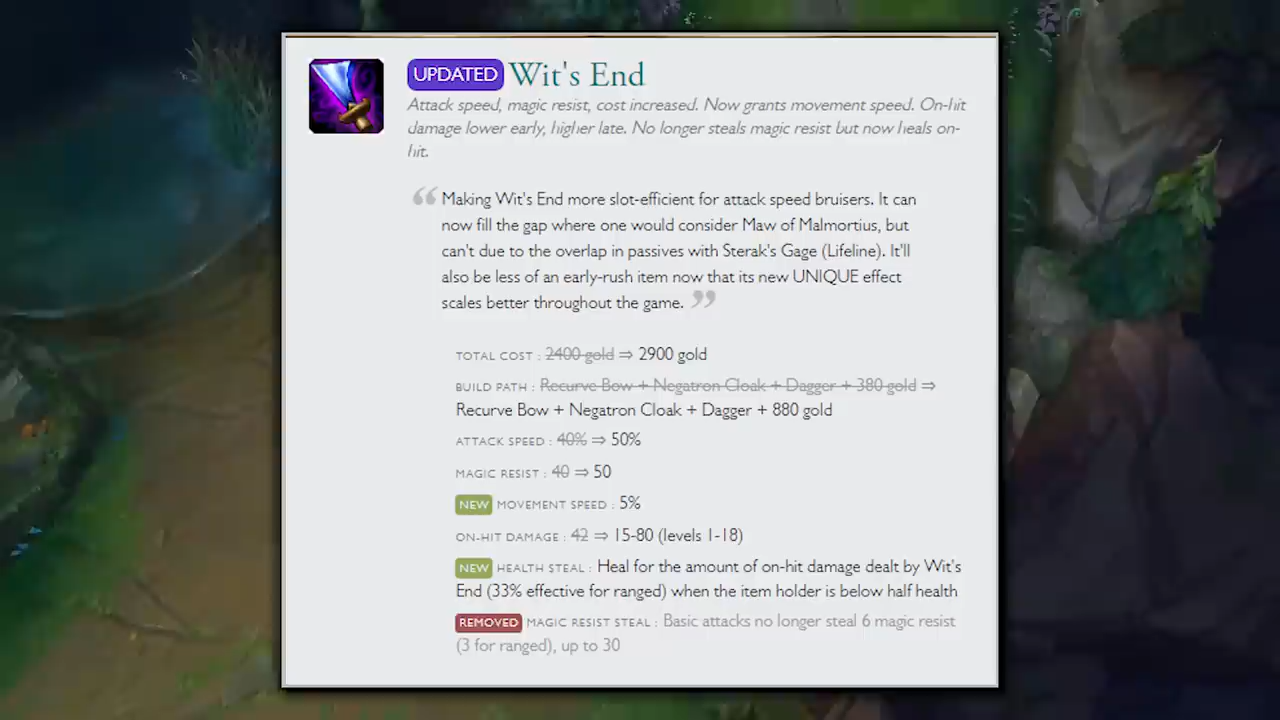 UPDATED Wit's End
Attack speed, magic resist, cost increased. Now grants movement speed. On-hit
damage lower early, higher late. No longer steals magic resist but now heals on-
hit.
“ Making Wit's End more slot-efficient for attack speed bruisers. It can
now fill the gap where one would consider Maw of Malmortius, but
can't due to the overlap in passives with Sterak's Gage (Lifeline). It'll
also be less of an early-rush item now that its new UNIQUE effect
scales better throughout the game. ”
TOTAL COST : 2400 gold ⇒ 2900 gold
BUILD PATH : Recurve Bow + Negatron Cloak + Dagger + 380 gold ⇒
Recurve Bow + Negatron Cloak + Dagger + 880 gold
ATTACK SPEED : 40% ⇒ 50%
MAGIC RESIST : 40 ⇒ 50
NEW MOVEMENT SPEED : 5%
ON-HIT DAMAGE : 42 ⇒ 15-80 (levels 1-18)
NEW HEALTH STEAL : Heal for the amount of on-hit damage dealt by Wit's
End (33% effective for ranged) when the item holder is below half health
REMOVED MAGIC RESIST STEAL : Basic attacks no longer steal 6 magic resist
(3 for ranged), up to 30